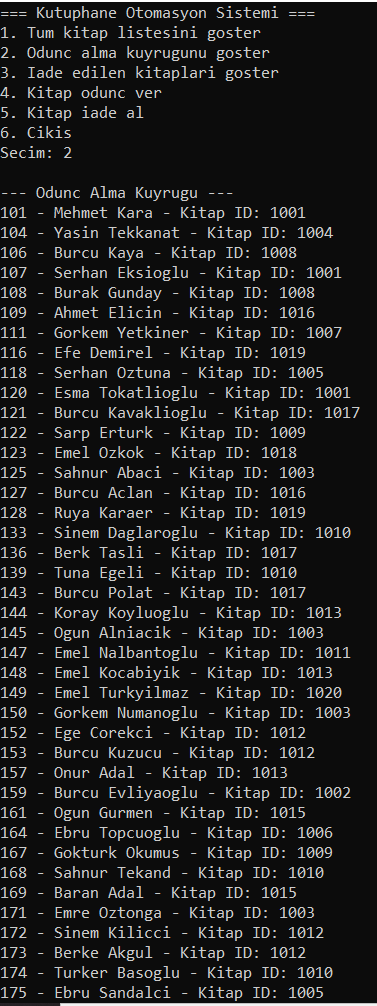 === Kutuphane Otomasyon Sistemi ===
1. Tum kitap listesini goster
2. Odunc alma kuyrugunu goster
3. Iade edilen kitaplari goster
4. Kitap odunc ver
5. Kitap iade al
6. Cikis
Secim: 2

--- Odunc Alma Kuyrugu ---
101 - Mehmet Kara - Kitap ID: 1001
104 - Yasin Tekkanat - Kitap ID: 1004
106 - Burcu Kaya - Kitap ID: 1008
107 - Serhan Eksioglu - Kitap ID: 1001
108 - Burak Gunday - Kitap ID: 1008
109 - Ahmet Elicin - Kitap ID: 1016
111 - Gorkem Yetkiner - Kitap ID: 1007
116 - Efe Demirel - Kitap ID: 1019
118 - Serhan Oztuna - Kitap ID: 1005
120 - Esma Tokatlioglu - Kitap ID: 1001
121 - Burcu Kavaklioglu - Kitap ID: 1017
122 - Sarp Erturk - Kitap ID: 1009
123 - Emel Ozkok - Kitap ID: 1018
125 - Sahnur Abaci - Kitap ID: 1003
127 - Burcu Aclan - Kitap ID: 1016
128 - Ruya Karaer - Kitap ID: 1019
133 - Sinem Daglaroglu - Kitap ID: 1010
136 - Berk Tasli - Kitap ID: 1017
139 - Tuna Egeli - Kitap ID: 1010
143 - Burcu Polat - Kitap ID: 1017
144 - Koray Koyluoglu - Kitap ID: 1013
145 - Ogun Alniacik - Kitap ID: 1003
147 - Emel Nalbantoglu - Kitap ID: 1011
148 - Emel Kocabiyik - Kitap ID: 1013
149 - Emel Turkyilmaz - Kitap ID: 1020
150 - Gorkem Numanoglu - Kitap ID: 1003
152 - Ege Corekci - Kitap ID: 1012
153 - Burcu Kuzucu - Kitap ID: 1012
157 - Onur Adal - Kitap ID: 1013
159 - Burcu Evliyaoglu - Kitap ID: 1002
161 - Ogun Gurmen - Kitap ID: 1015
164 - Ebru Topcuoglu - Kitap ID: 1006
167 - Gokturk Okumus - Kitap ID: 1009
168 - Sahnur Tekand - Kitap ID: 1010
169 - Baran Adal - Kitap ID: 1015
171 - Emre Oztonga - Kitap ID: 1003
172 - Sinem Kilicci - Kitap ID: 1012
173 - Berke Akgul - Kitap ID: 1012
174 - Turker Basoglu - Kitap ID: 1010
175 - Ebru Sandalci - Kitap ID: 1005